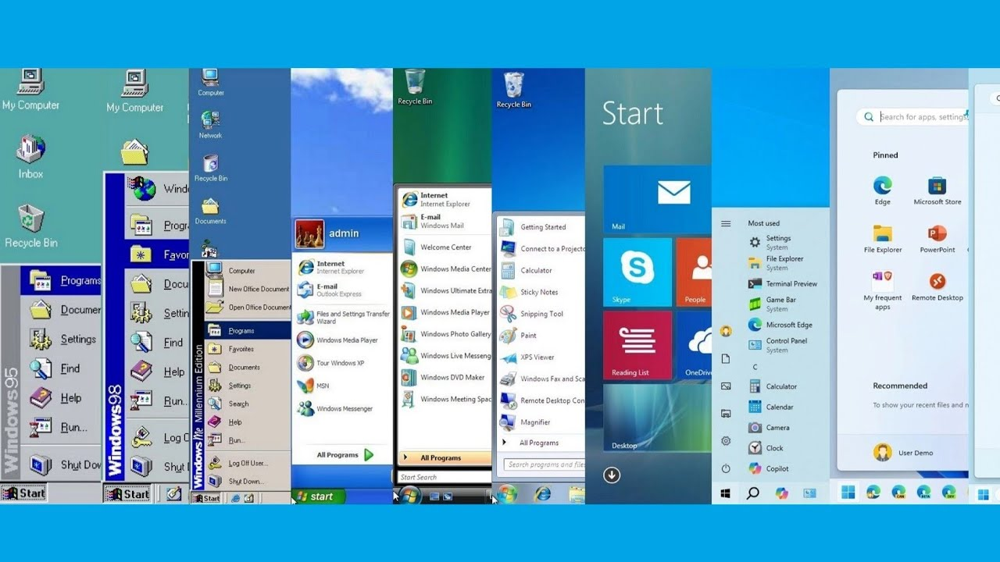 My Computer
Inbox
Recycle Bin
Programs
Documer
Settings
Find
Help
Run...
Shut Dow
Windows95
Start
My Computer
Wind
Progr
Favor
Docu
Settin
Find
Help
Run..
Log O
Shut D
Windows98
Start
Computer
Network
Recycle Bin
Documents
Computer
New Office Document
Open Office Document
Programs
Favorites
Documents
Settings
Search
Help
Run...
Log Off User...
Shut Down...
Windows Me Millennium Edition
Start
admin
Internet
Internet Explorer
E-mail
Outlook Express
Files and Settings Transfer
Wizard
Windows Media Player
Tour Windows XP
MSN
Windows Messenger
All Programs
start
Recycle Bin
Internet
Internet Explorer
E-mail
Windows Mail
Welcome Center
Windows Media Center
Windows Ultimate Extra
Windows Media Player
Windows Photo Gallery
Windows Live Messeng
Windows DVD Maker
Windows Meeting Spac
All Programs
Start Search
Recycle Bin
Getting Started
Connect to a Projecto
Calculator
Sticky Notes
Snipping Tool
Paint
XPS Viewer
Windows Fax and Sca
Remote Desktop Con
Magnifier
All Programs
Search programs and files
Start
Mail
Skype
People
Reading List
OneDrive
Desktop
Most used
Settings
System
File Explorer
System
Terminal Preview
Game Bar
System
Microsoft Edge
Control Panel
System
C
Calculator
Calendar
Camera
Clock
Copilot
Search for apps, settings,
Pinned
Edge
Microsoft Store
File Explorer
PowerPoint
My frequent
apps
Remote Desktop
Recommended
To show your recent files and n
User Demo